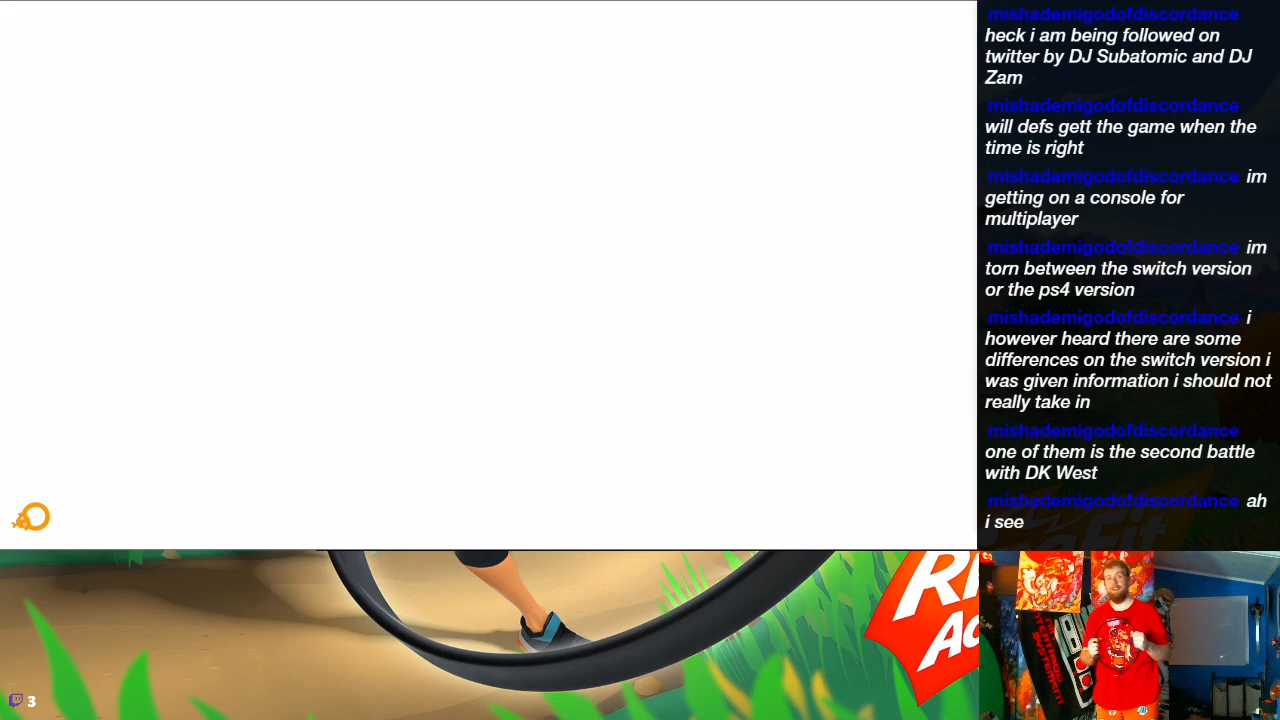 mishademigodofdiscordance
heck i am being followed on
twitter by DJ Subatomic and DJ
Zam
mishademigodofdiscordance
will defs gett the game when the
time is right
mishademigodofdiscordance im
getting on a console for
multiplayer
mishademigodofdiscordance im
torn between the switch version
or the ps4 version
mishademigodofdiscordance i
however heard there are some
differences on the switch version i
was given information i should not
really take in
mishademigodofdiscordance
one of them is the second battle
with DK West
mishademigodofdiscordance ah
i see
3